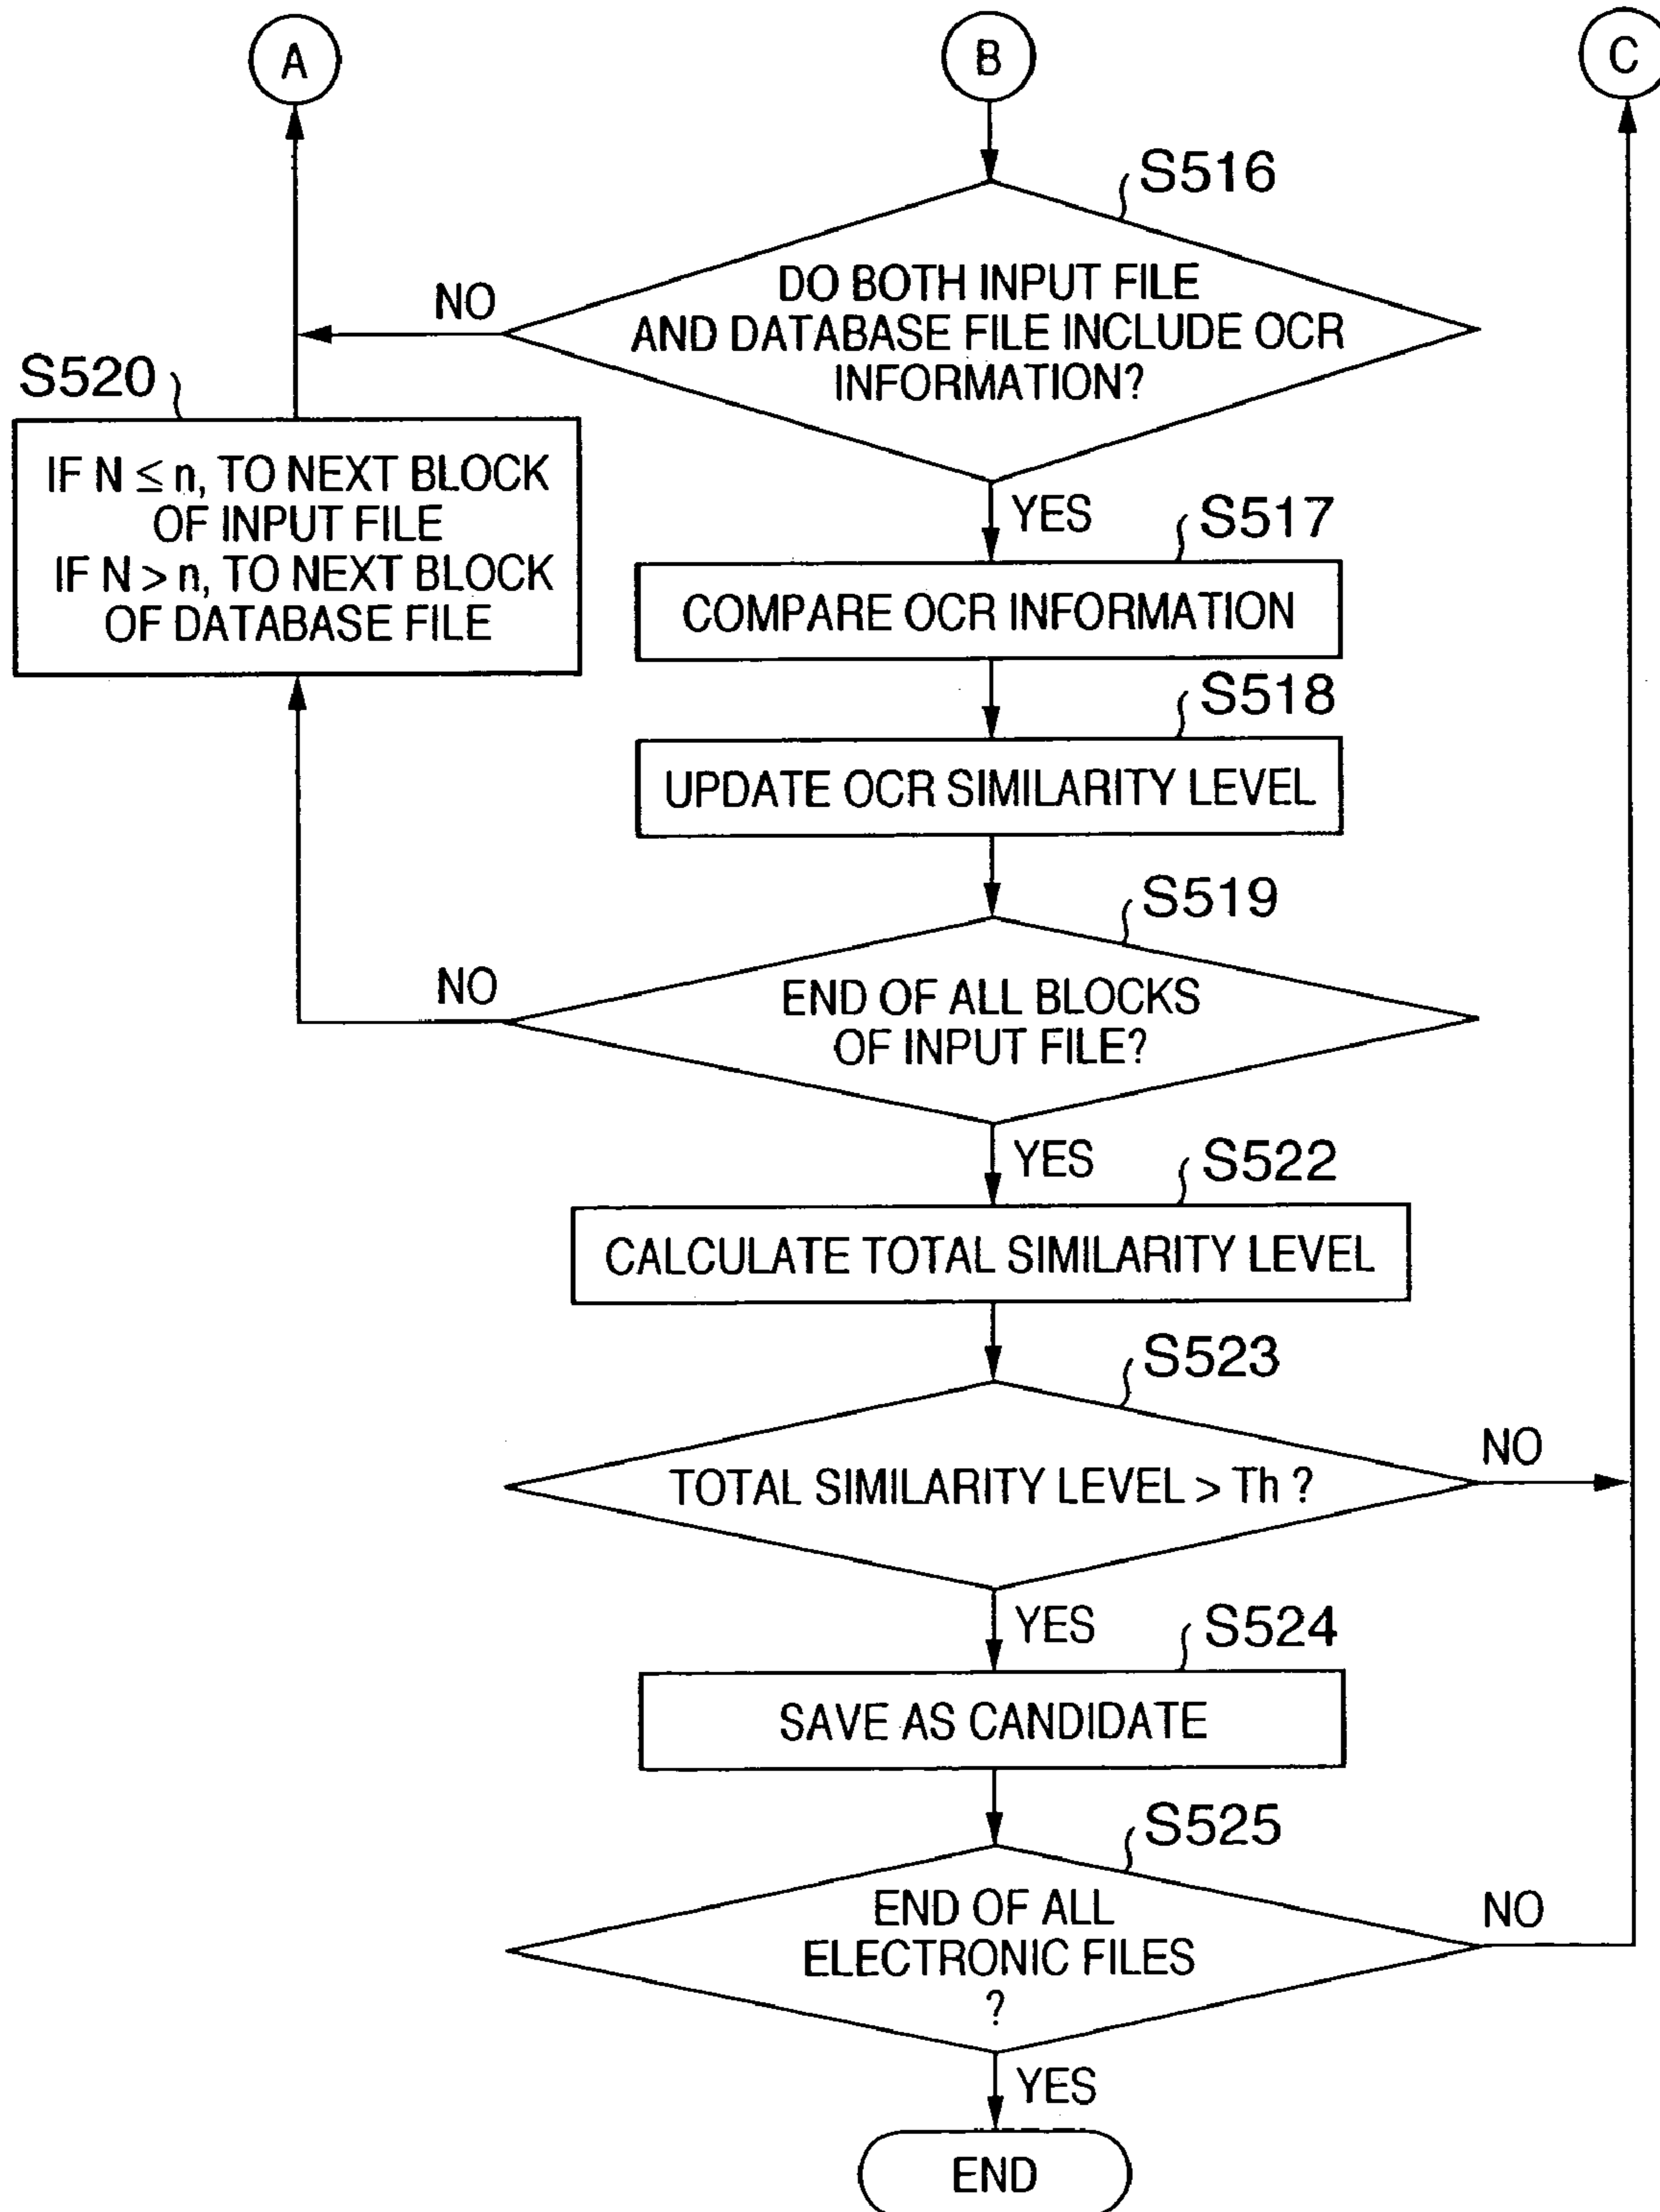 A
B
C
S516
DO BOTH INPUT FILE
AND DATABASE FILE INCLUDE OCR
INFORMATION?
NO
S520
IF N ≤ n, TO NEXT BLOCK
OF INPUT FILE
IF N > n, TO NEXT BLOCK
OF DATABASE FILE
YES
S517
COMPARE OCR INFORMATION
S518
UPDATE OCR SIMILARITY LEVEL
S519
NO
END OF ALL BLOCKS
OF INPUT FILE?
YES
S522
CALCULATE TOTAL SIMILARITY LEVEL
S523
TOTAL SIMILARITY LEVEL > Th ?
NO
YES
S524
SAVE AS CANDIDATE
S525
END OF ALL
ELECTRONIC FILES
?
NO
YES
END